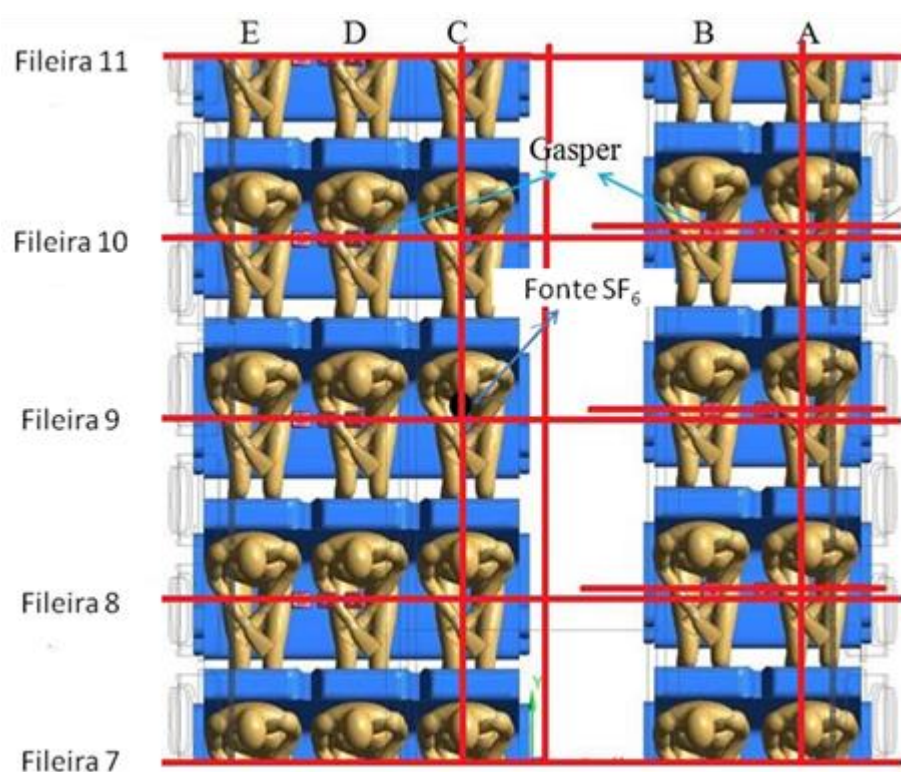 E D C B A
Fileira 11
Gasper
Fileira 10
Fonte SF₆
Fileira 9
Fileira 8
Fileira 7